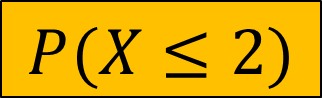 P(X ≤ 2)